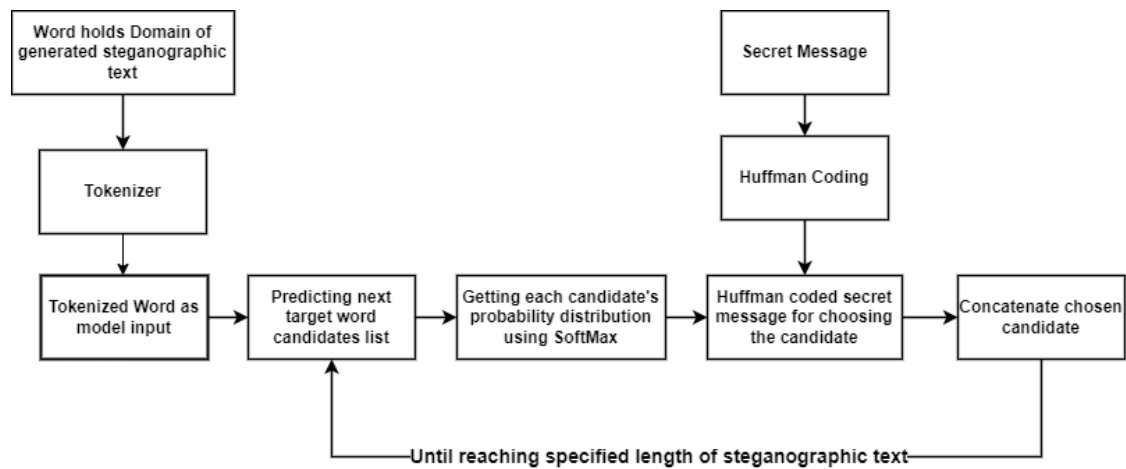 Word holds Domain of
generated steganographic
text
Secret Message
Tokenizer
Huffman Coding
Tokenized Word as
model input
Predicting next
target word
candidates list
Getting each candidate's
probability distribution
using SoftMax
Huffman coded secret
message for choosing
the candidate
Concatenate chosen
candidate
Until reaching specified length of steganographic text